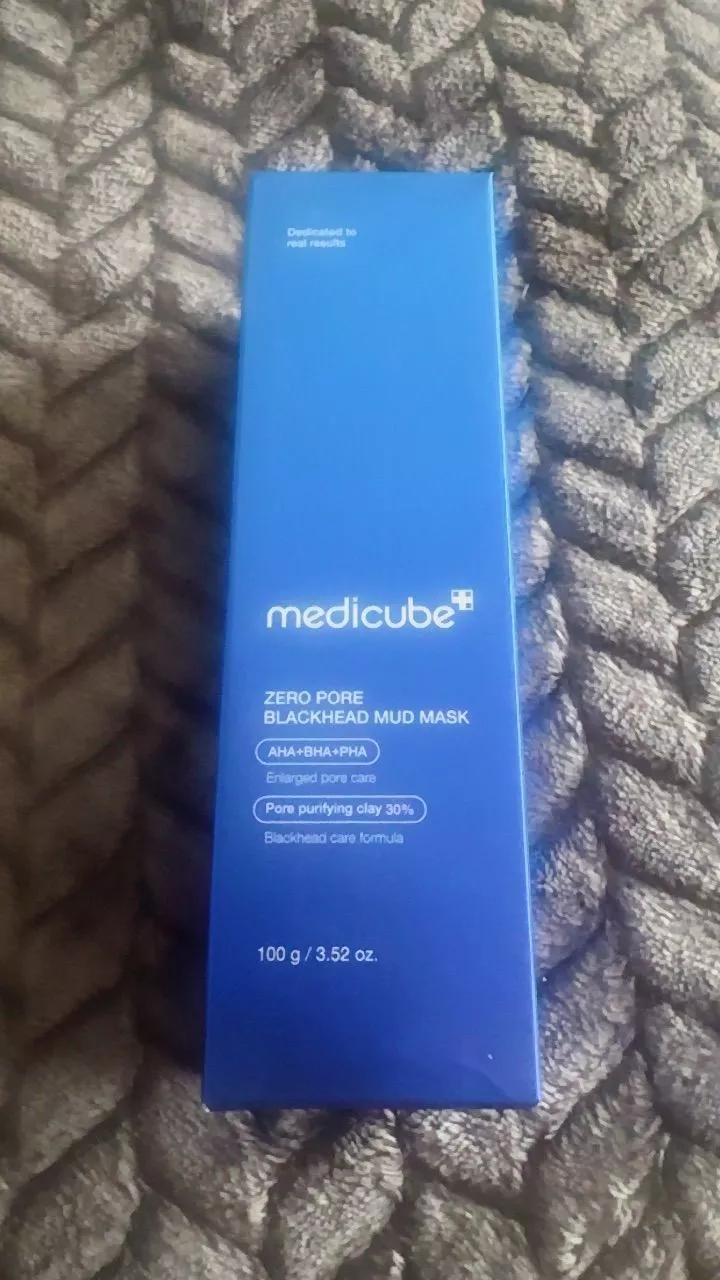 Dedicated to
real results
medicube
ZERO PORE
BLACKHEAD MUD MASK
AHA+BHA+PHA
Enlarged pore care
Pore purifying clay 30%
Blackhead care formula
100 g / 3.52 oz.